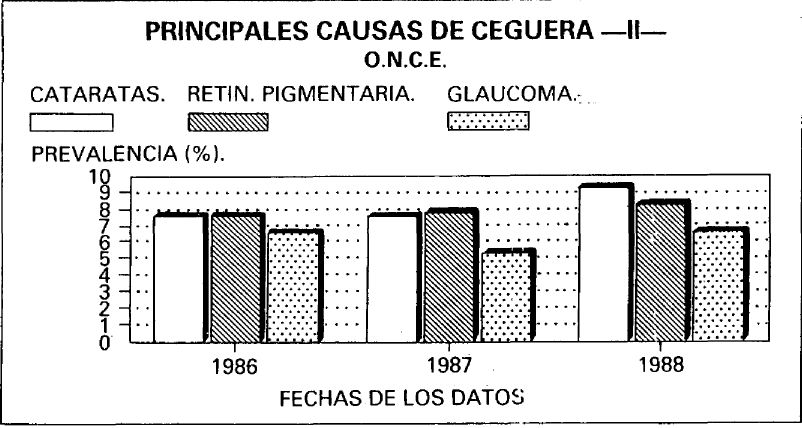 PRINCIPALES CAUSAS DE CEGUERA —II—
O.N.C.E.
CATARATAS. RETIN. PIGMENTARIA. GLAUCOMA.
PREVALENCIA (%).
10
9
8
7
6
5
4
3
2
1
0
1986 1987 1988
FECHAS DE LOS DATOS